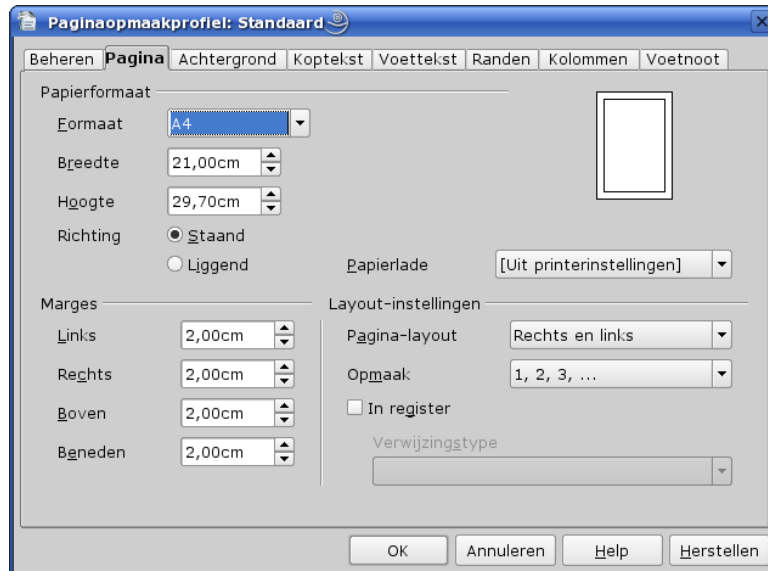 Paginaopmaakprofiel: Standaard
Beheren Pagina Achtergrond Koptekst Voettekst Randen Kolommen Voetnoot
Papierformaat
Formaat A4
Breedte 21,00cm
Hoogte 29,70cm
Richting Staand
Liggend Papierlade [Uit printerinstellingen]
Marges Layout-instellingen
Links 2,00cm Pagina-layout Rechts en links
Rechts 2,00cm Opmaak 1, 2, 3, ...
Boven 2,00cm In register
Beneden 2,00cm Verwijzingstype
OK Annuleren Help Herstellen